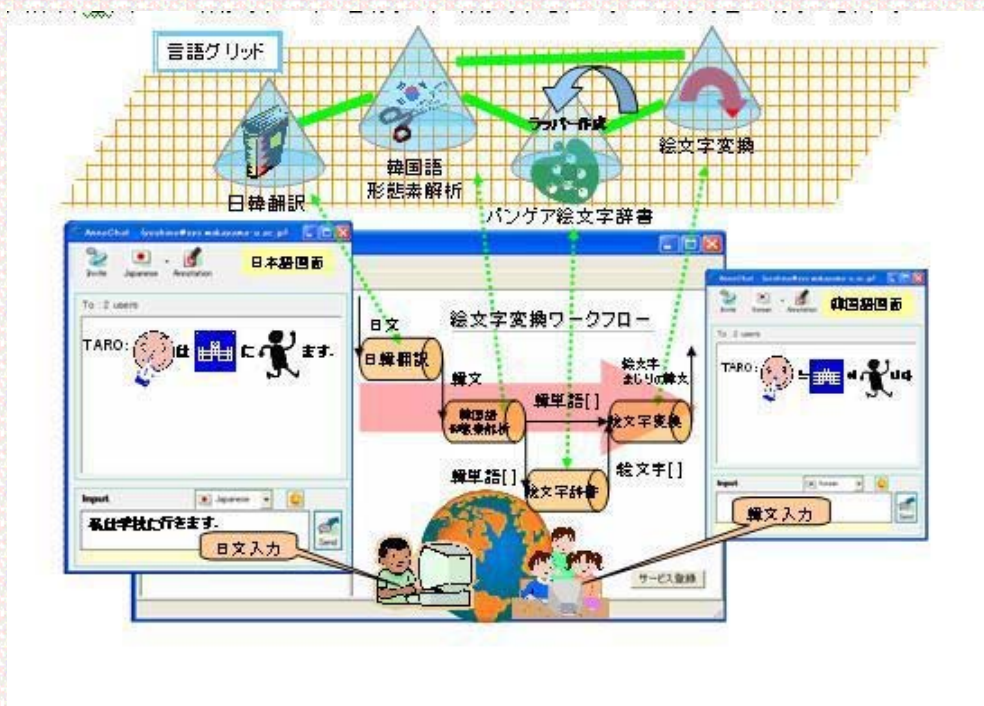 言語グリッド
ラッパー作成
絵文字変換
韓国語
形態素解析
日韓翻訳
パンゲア絵文字辞書
日本語画面
Invite Japanese Annotation
To : 2 users
TARO: は に ます.
Input Japanese
私は学校に行きます.
Send
日文入力
絵文字変換ワークフロー
日文
日韓翻訳
韓文
韓国語
形態素解析
韓単語[]
絵文字
まじりの韓文
絵文字変換
韓単語[]
絵文字辞書
絵文字[]
サービス登録
韓国語画面
Invite Korean Annotation
To : 2 users
TARO:
Input Korean
Send
韓文入力